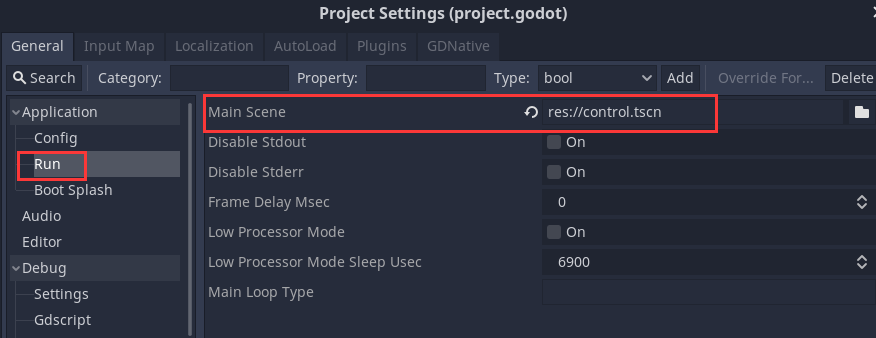 Project Settings (project.godot)
General Input Map Localization AutoLoad Plugins GDNative
Search Category: Property: Type: bool Add Override For... Delete
Application
Config
Run
Boot Splash
Audio
Editor
Debug
Settings
Gdscript
Main Scene res://control.tscn
Disable Stdout On
Disable Stderr On
Frame Delay Msec 0
Low Processor Mode On
Low Processor Mode Sleep Usec 6900
Main Loop Type